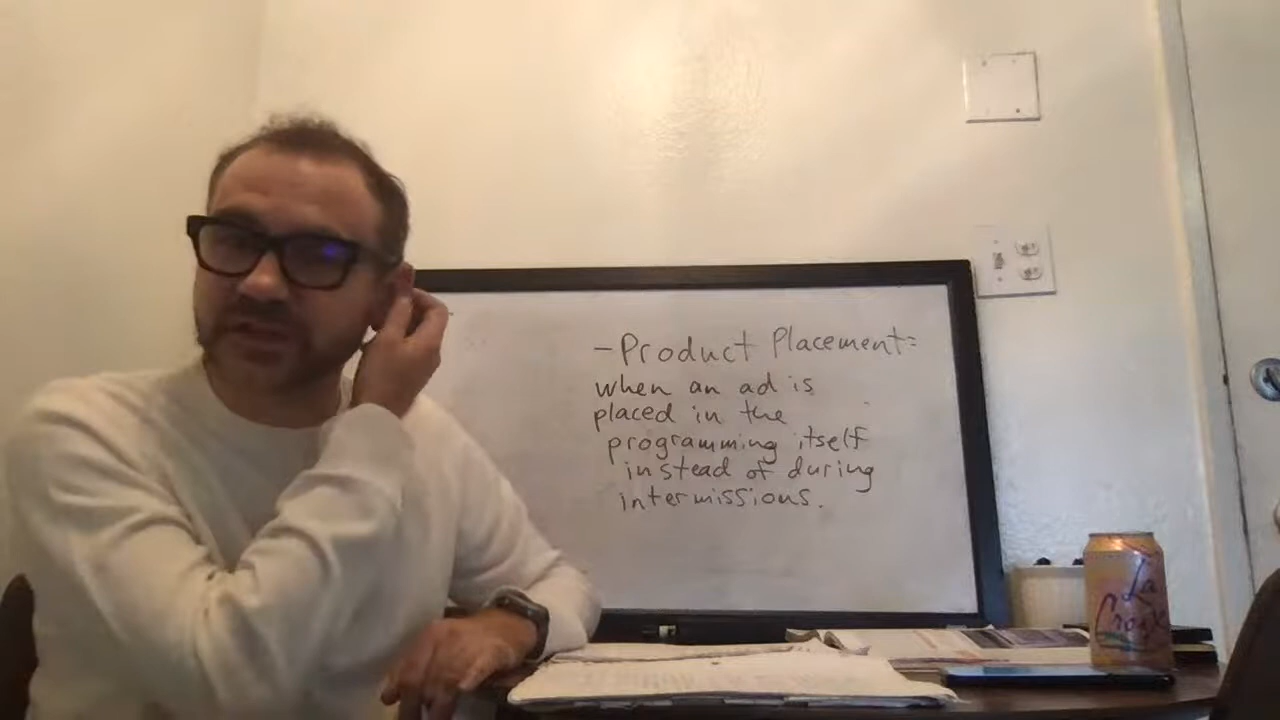 -Product Placement=
when an ad is
placed in the
programming itself
instead of during
intermissions.
La
Croix